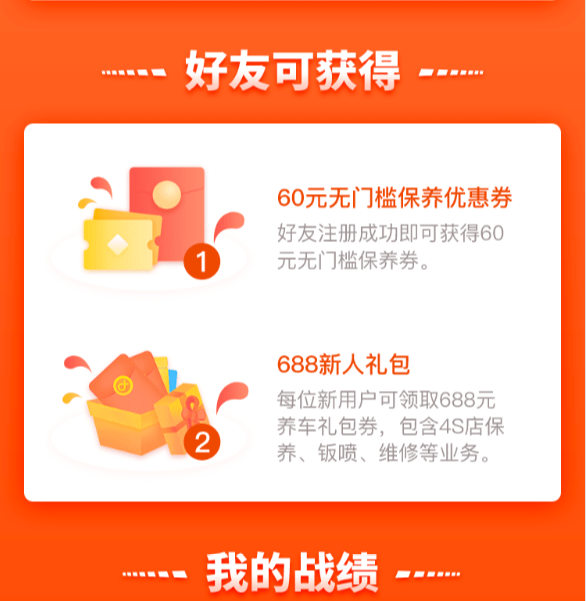 好友可获得
60元无门槛保养优惠券
好友注册成功即可获得60
元无门槛保养券。
1
688新人礼包
每位新用户可领取688元
养车礼包券，包含4S店保
养、钣喷、维修等业务。
2
我的战绩